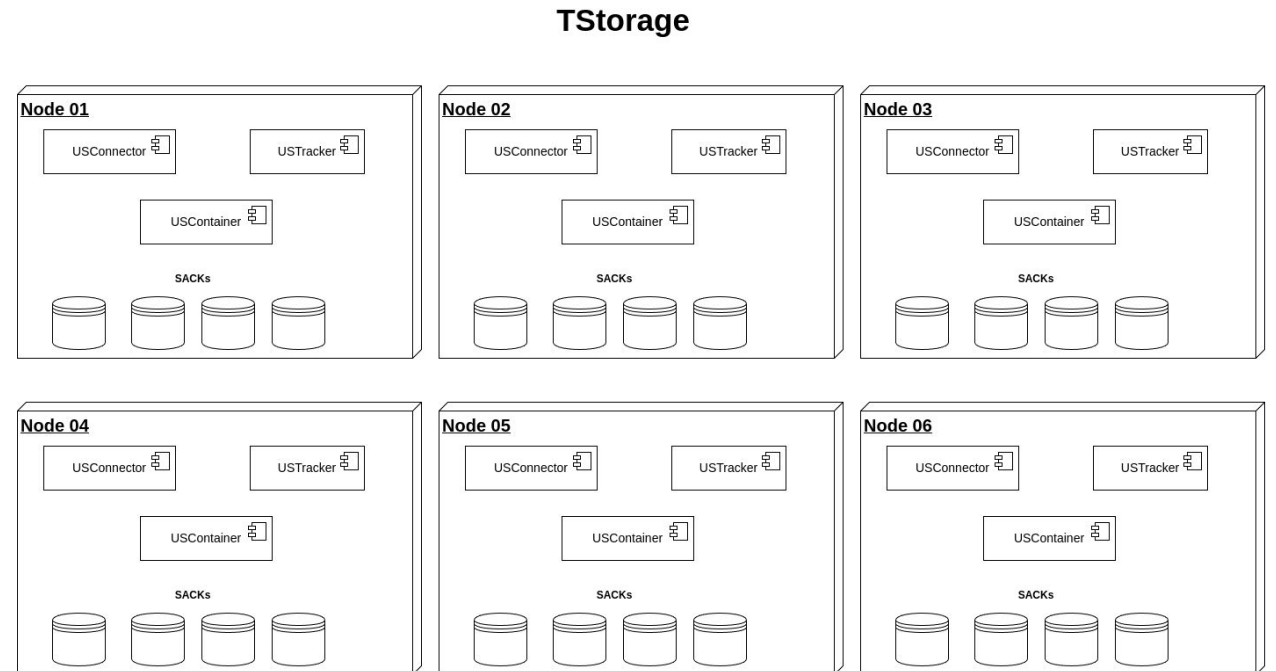 TStorage
Node 01
USConnector
USTracker
USContainer
SACKs
Node 02
USConnector
USTracker
USContainer
SACKs
Node 03
USConnector
USTracker
USContainer
SACKs
Node 04
USConnector
USTracker
USContainer
SACKs
Node 05
USConnector
USTracker
USContainer
SACKs
Node 06
USConnector
USTracker
USContainer
SACKs